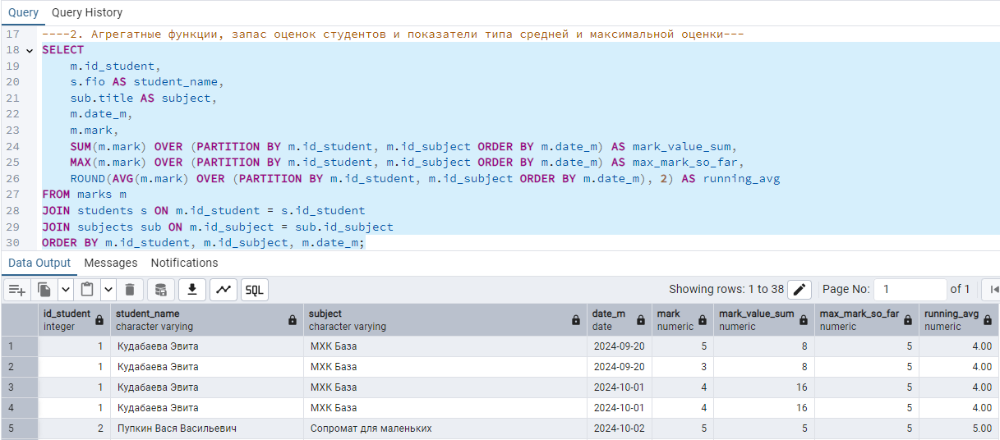 Query Query History
17 ----2. Агрегатные функции, запас оценок студентов и показатели типа средней и максимальной оценки---
18 SELECT
19 m.id_student,
20 s.fio AS student_name,
21 sub.title AS subject,
22 m.date_m,
23 m.mark,
24 SUM(m.mark) OVER (PARTITION BY m.id_student, m.id_subject ORDER BY m.date_m) AS mark_value_sum,
25 MAX(m.mark) OVER (PARTITION BY m.id_student, m.id_subject ORDER BY m.date_m) AS max_mark_so_far,
26 ROUND(AVG(m.mark) OVER (PARTITION BY m.id_student, m.id_subject ORDER BY m.date_m), 2) AS running_avg
27 FROM marks m
28 JOIN students s ON m.id_student = s.id_student
29 JOIN subjects sub ON m.id_subject = sub.id_subject
30 ORDER BY m.id_student, m.id_subject, m.date_m;
Data Output Messages Notifications
SQL Showing rows: 1 to 38 Page No: 1 of 1
id_student student_name subject date_m mark mark_value_sum max_mark_so_far running_avg
integer character varying character varying date numeric numeric numeric numeric
1 1 Кудабаева Эвита МХК База 2024-09-20 5 8 5 4.00
2 1 Кудабаева Эвита МХК База 2024-09-20 3 8 5 4.00
3 1 Кудабаева Эвита МХК База 2024-10-01 4 16 5 4.00
4 1 Кудабаева Эвита МХК База 2024-10-01 4 16 5 4.00
5 2 Пупкин Вася Васильевич Сопромат для маленьких 2024-10-02 5 5 5 5.00